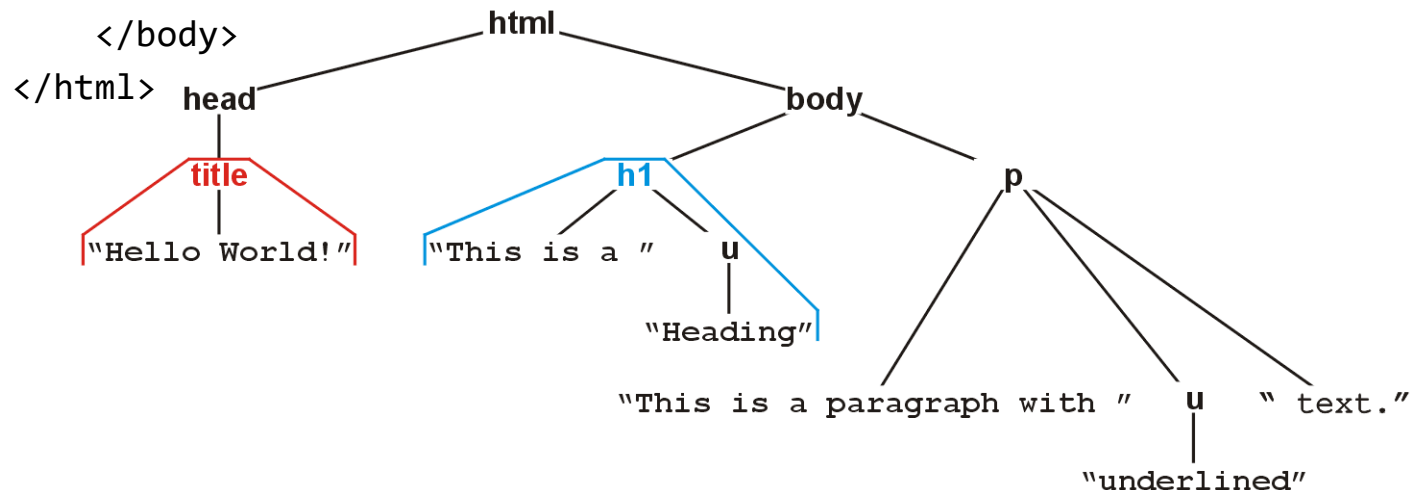 html
</body>
</html>
head
body
title
h1
p
“Hello World!”
“This is a ”
u
“Heading”
“This is a paragraph with ”
u
“ text.”
“underlined”